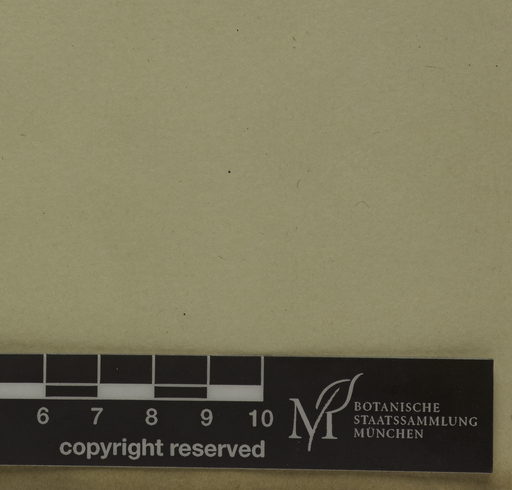 6 7 8 9 10
copyright reserved
M
BOTANISCHE
STAATSSAMMLUNG
MÜNCHEN